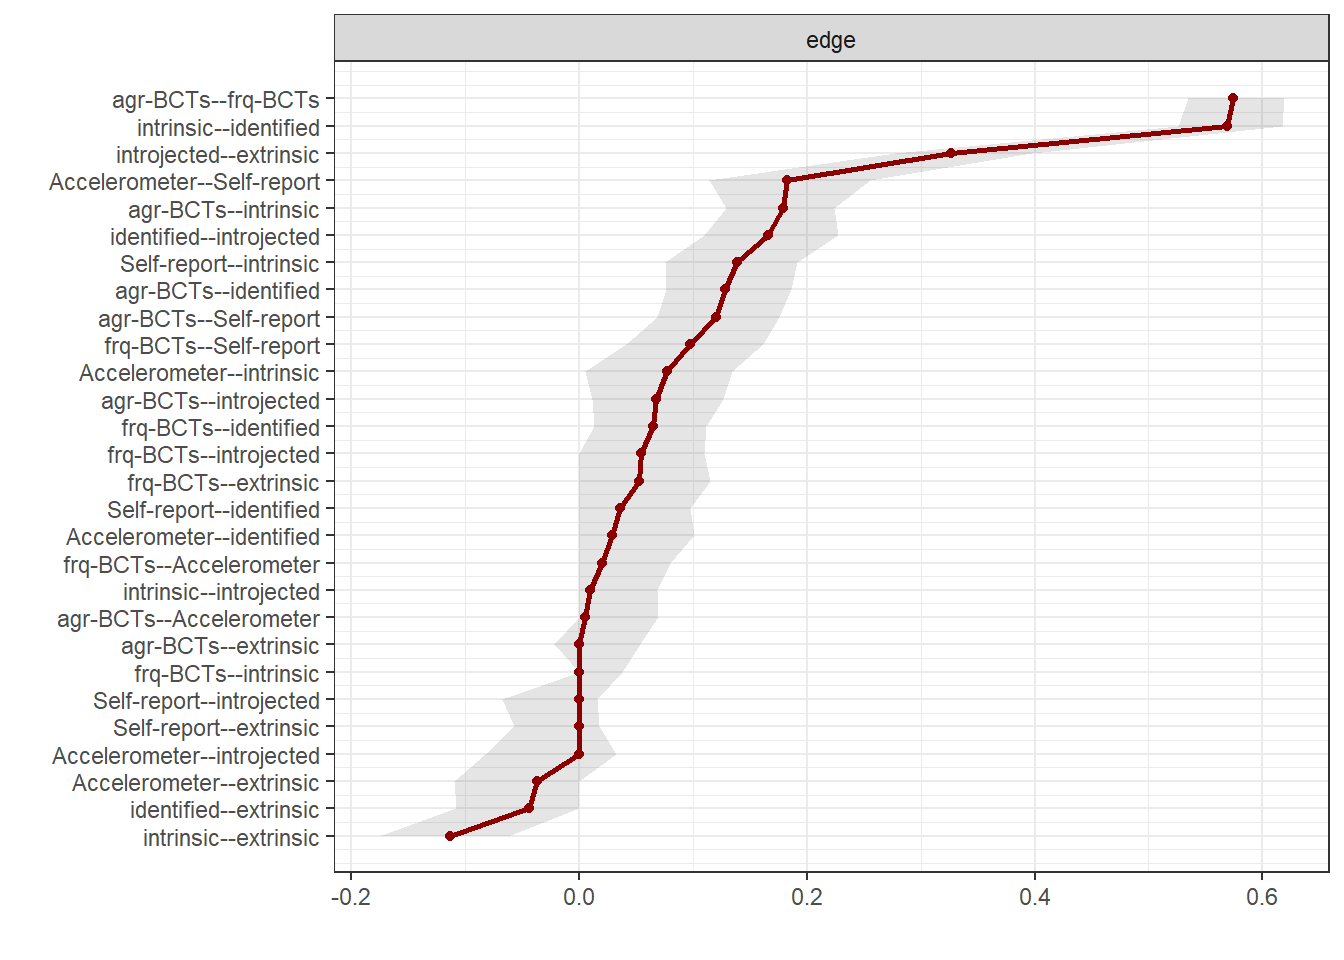 edge
agr-BCTs--frq-BCTs
intrinsic--identified
introjected--extrinsic
Accelerometer--Self-report
agr-BCTs--intrinsic
identified--introjected
Self-report--intrinsic
agr-BCTs--identified
agr-BCTs--Self-report
frq-BCTs--Self-report
Accelerometer--intrinsic
agr-BCTs--introjected
frq-BCTs--identified
frq-BCTs--introjected
frq-BCTs--extrinsic
Self-report--identified
Accelerometer--identified
frq-BCTs--Accelerometer
intrinsic--introjected
agr-BCTs--Accelerometer
agr-BCTs--extrinsic
frq-BCTs--intrinsic
Self-report--introjected
Self-report--extrinsic
Accelerometer--introjected
Accelerometer--extrinsic
identified--extrinsic
intrinsic--extrinsic
-0.2 0.0 0.2 0.4 0.6